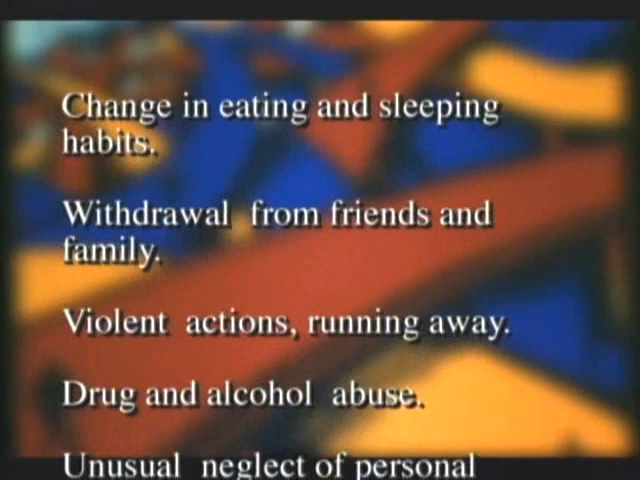 Change in eating and sleeping
habits.
Withdrawal from friends and
family.
Violent actions, running away.
Drug and alcohol abuse.
Unusual neglect of personal